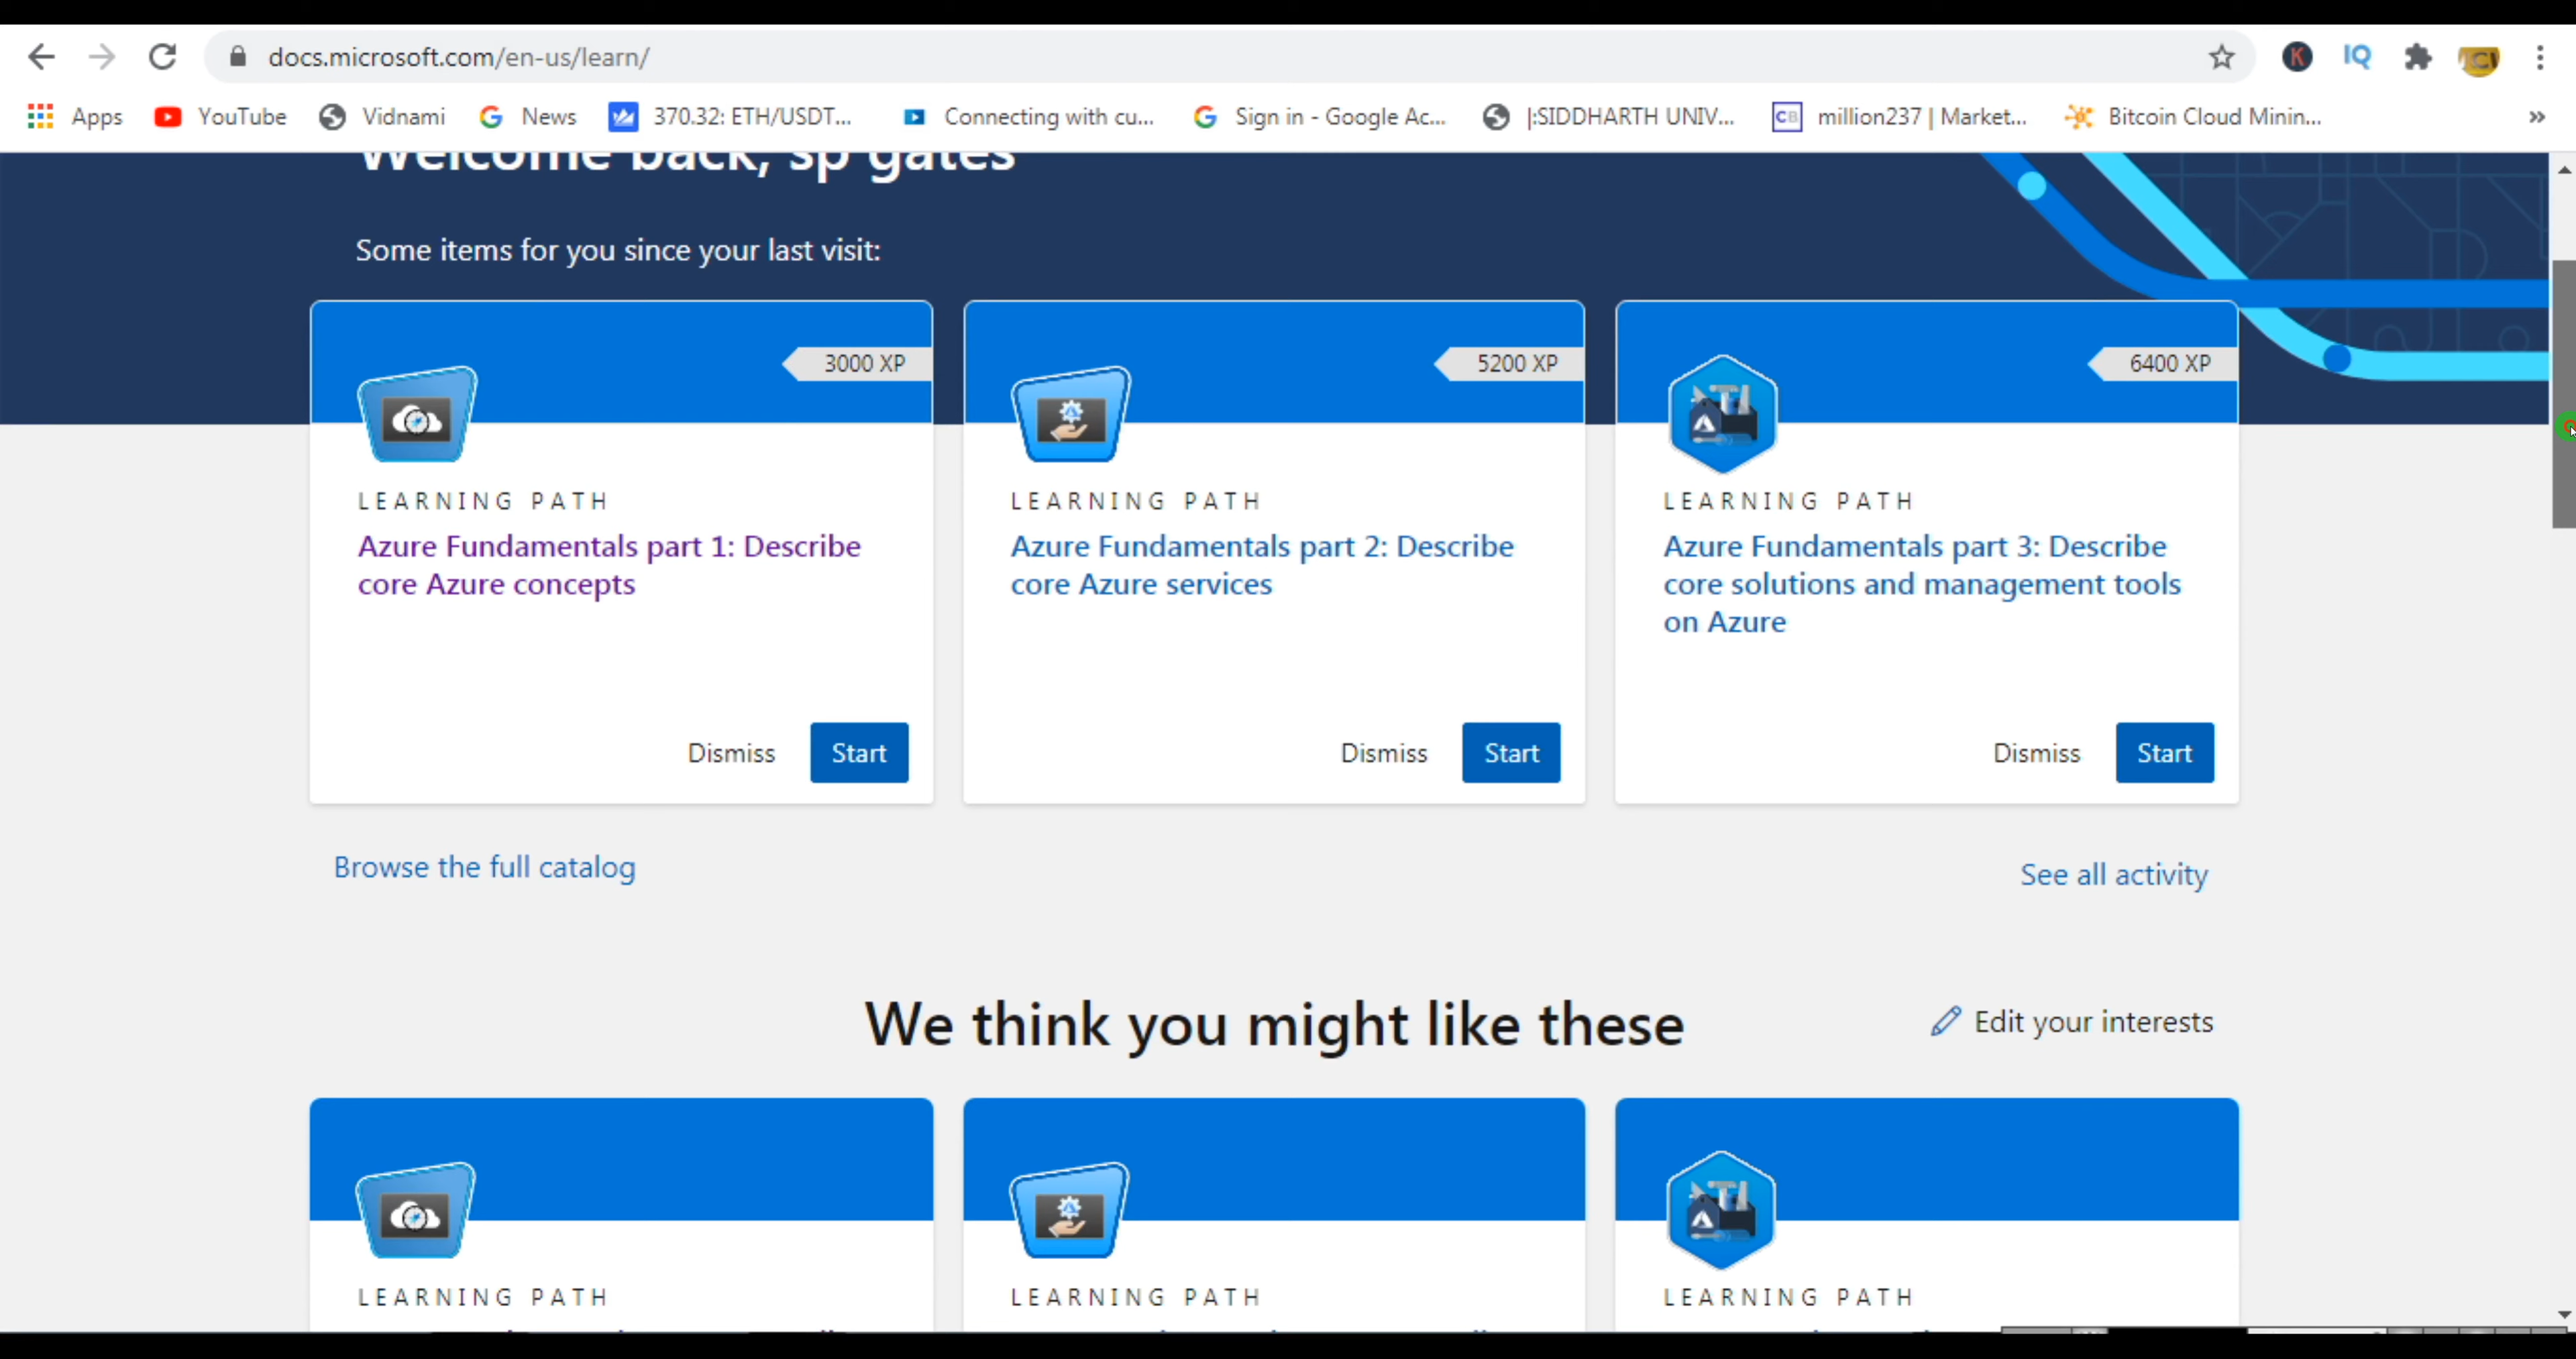 docs.microsoft.com/en-us/learn/
Apps YouTube Vidnami News 370.32: ETH/USDT... Connecting with cu... Sign in - Google Ac... |:SIDDHARTH UNIV... million237 | Market... Bitcoin Cloud Minin... »
Welcome back, sp gates
Some items for you since your last visit:
3000 XP
LEARNING PATH
Azure Fundamentals part 1: Describe
core Azure concepts
Dismiss Start
5200 XP
LEARNING PATH
Azure Fundamentals part 2: Describe
core Azure services
Dismiss Start
6400 XP
LEARNING PATH
Azure Fundamentals part 3: Describe
core solutions and management tools
on Azure
Dismiss Start
Browse the full catalog
See all activity
We think you might like these
Edit your interests
LEARNING PATH
LEARNING PATH
LEARNING PATH